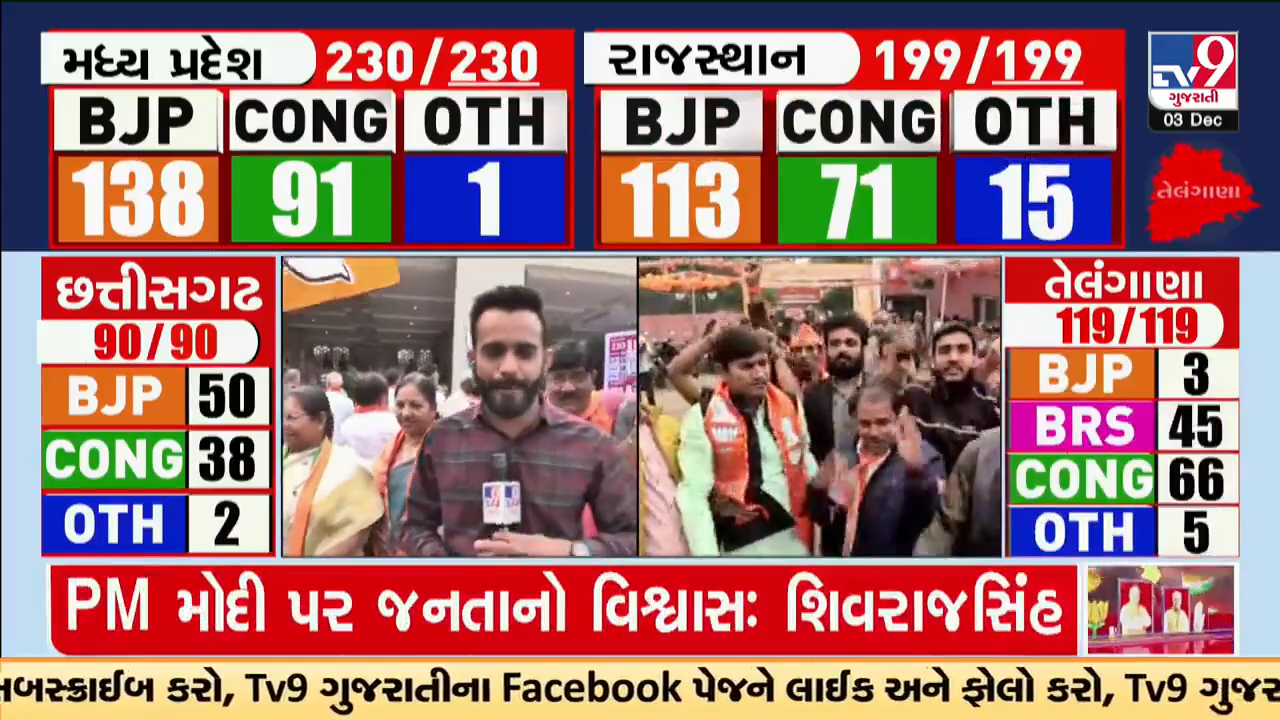 મધ્ય પ્રદેશ 230/230
BJP CONG OTH
138 91 1
રાજસ્થાન 199/199
BJP CONG OTH
113 71 15
TV9
ગુજરાતી
03 Dec
તેલંગાણા
છત્તીસગઢ
90/90
BJP 50
CONG 38
OTH 2
TV9
તેલંગાણા
119/119
BJP 3
BRS 45
CONG 66
OTH 5
PM મોદી પર જનતાનો વિશ્વાસઃ શિવરાજસિંહ
સબસ્ક્રાઈબ કરો, Tv9 ગુજરાતીના Facebook પેજને લાઈક અને ફોલો કરો, Tv9 ગુજર